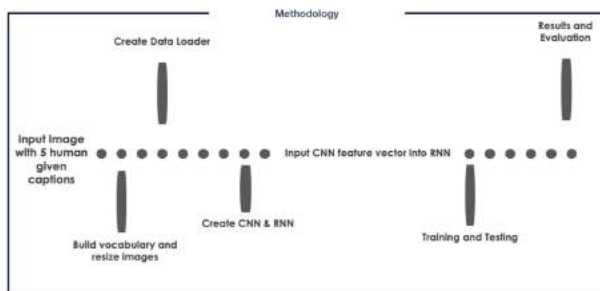 Methodology
Results and
Evaluation
Create Data Loader
Input Image
with 5 human
given
captions
Input CNN feature vector into RNN
Create CNN & RNN
Build vocabulary and
resize images
Training and Testing